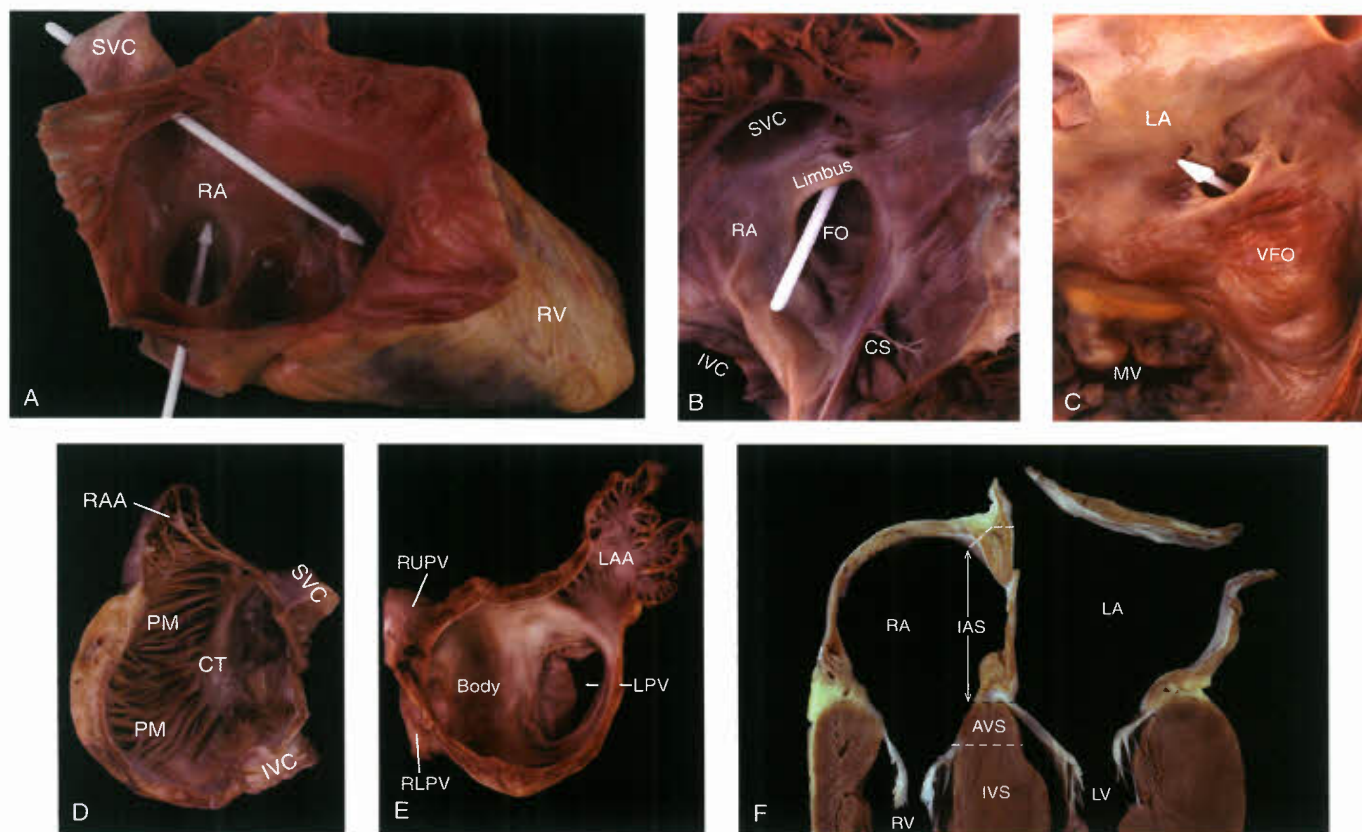 SVC
RA
RV
A
SVC
Limbus
RA
FO
CS
IVC
B
LA
VFO
MV
C
RAA
SVC
PM
CT
PM
IVC
D
RUPV
LAA
Body
LPV
RLPV
E
RA
IAS
LA
AVS
IVS
LV
RV
F